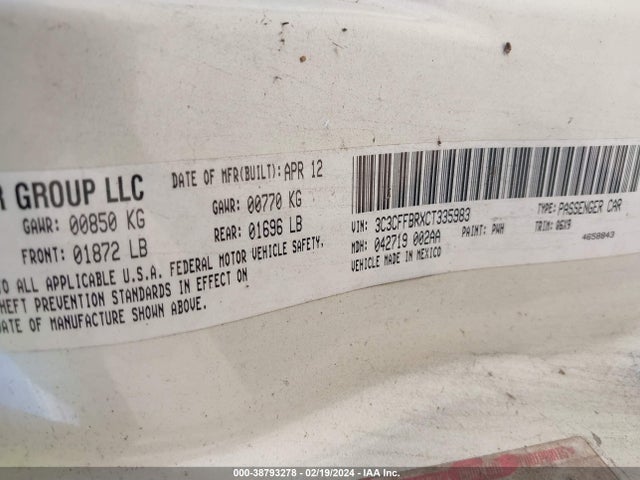 R GROUP LLC
DATE OF MFR(BUILT): APR 12
GAWR: 00850 KG
GAWR: 00770 KG
FRONT: 01872 LB
REAR: 01696 LB
TO ALL APPLICABLE U.S.A. FEDERAL MOTOR VEHICLE SAFETY,
HEFT PREVENTION STANDARDS IN EFFECT ON
DATE OF MANUFACTURE SHOWN ABOVE.
VIN: 3C3CFFBRXCT335983
TYPE: PASSENGER CAR
MDH: 042719 002AA
PAINT: PWH
TRIM: 06X9
VEHICLE MADE IN MEXICO
4658843
000-38793278 - 02/19/2024 - IAA Inc.